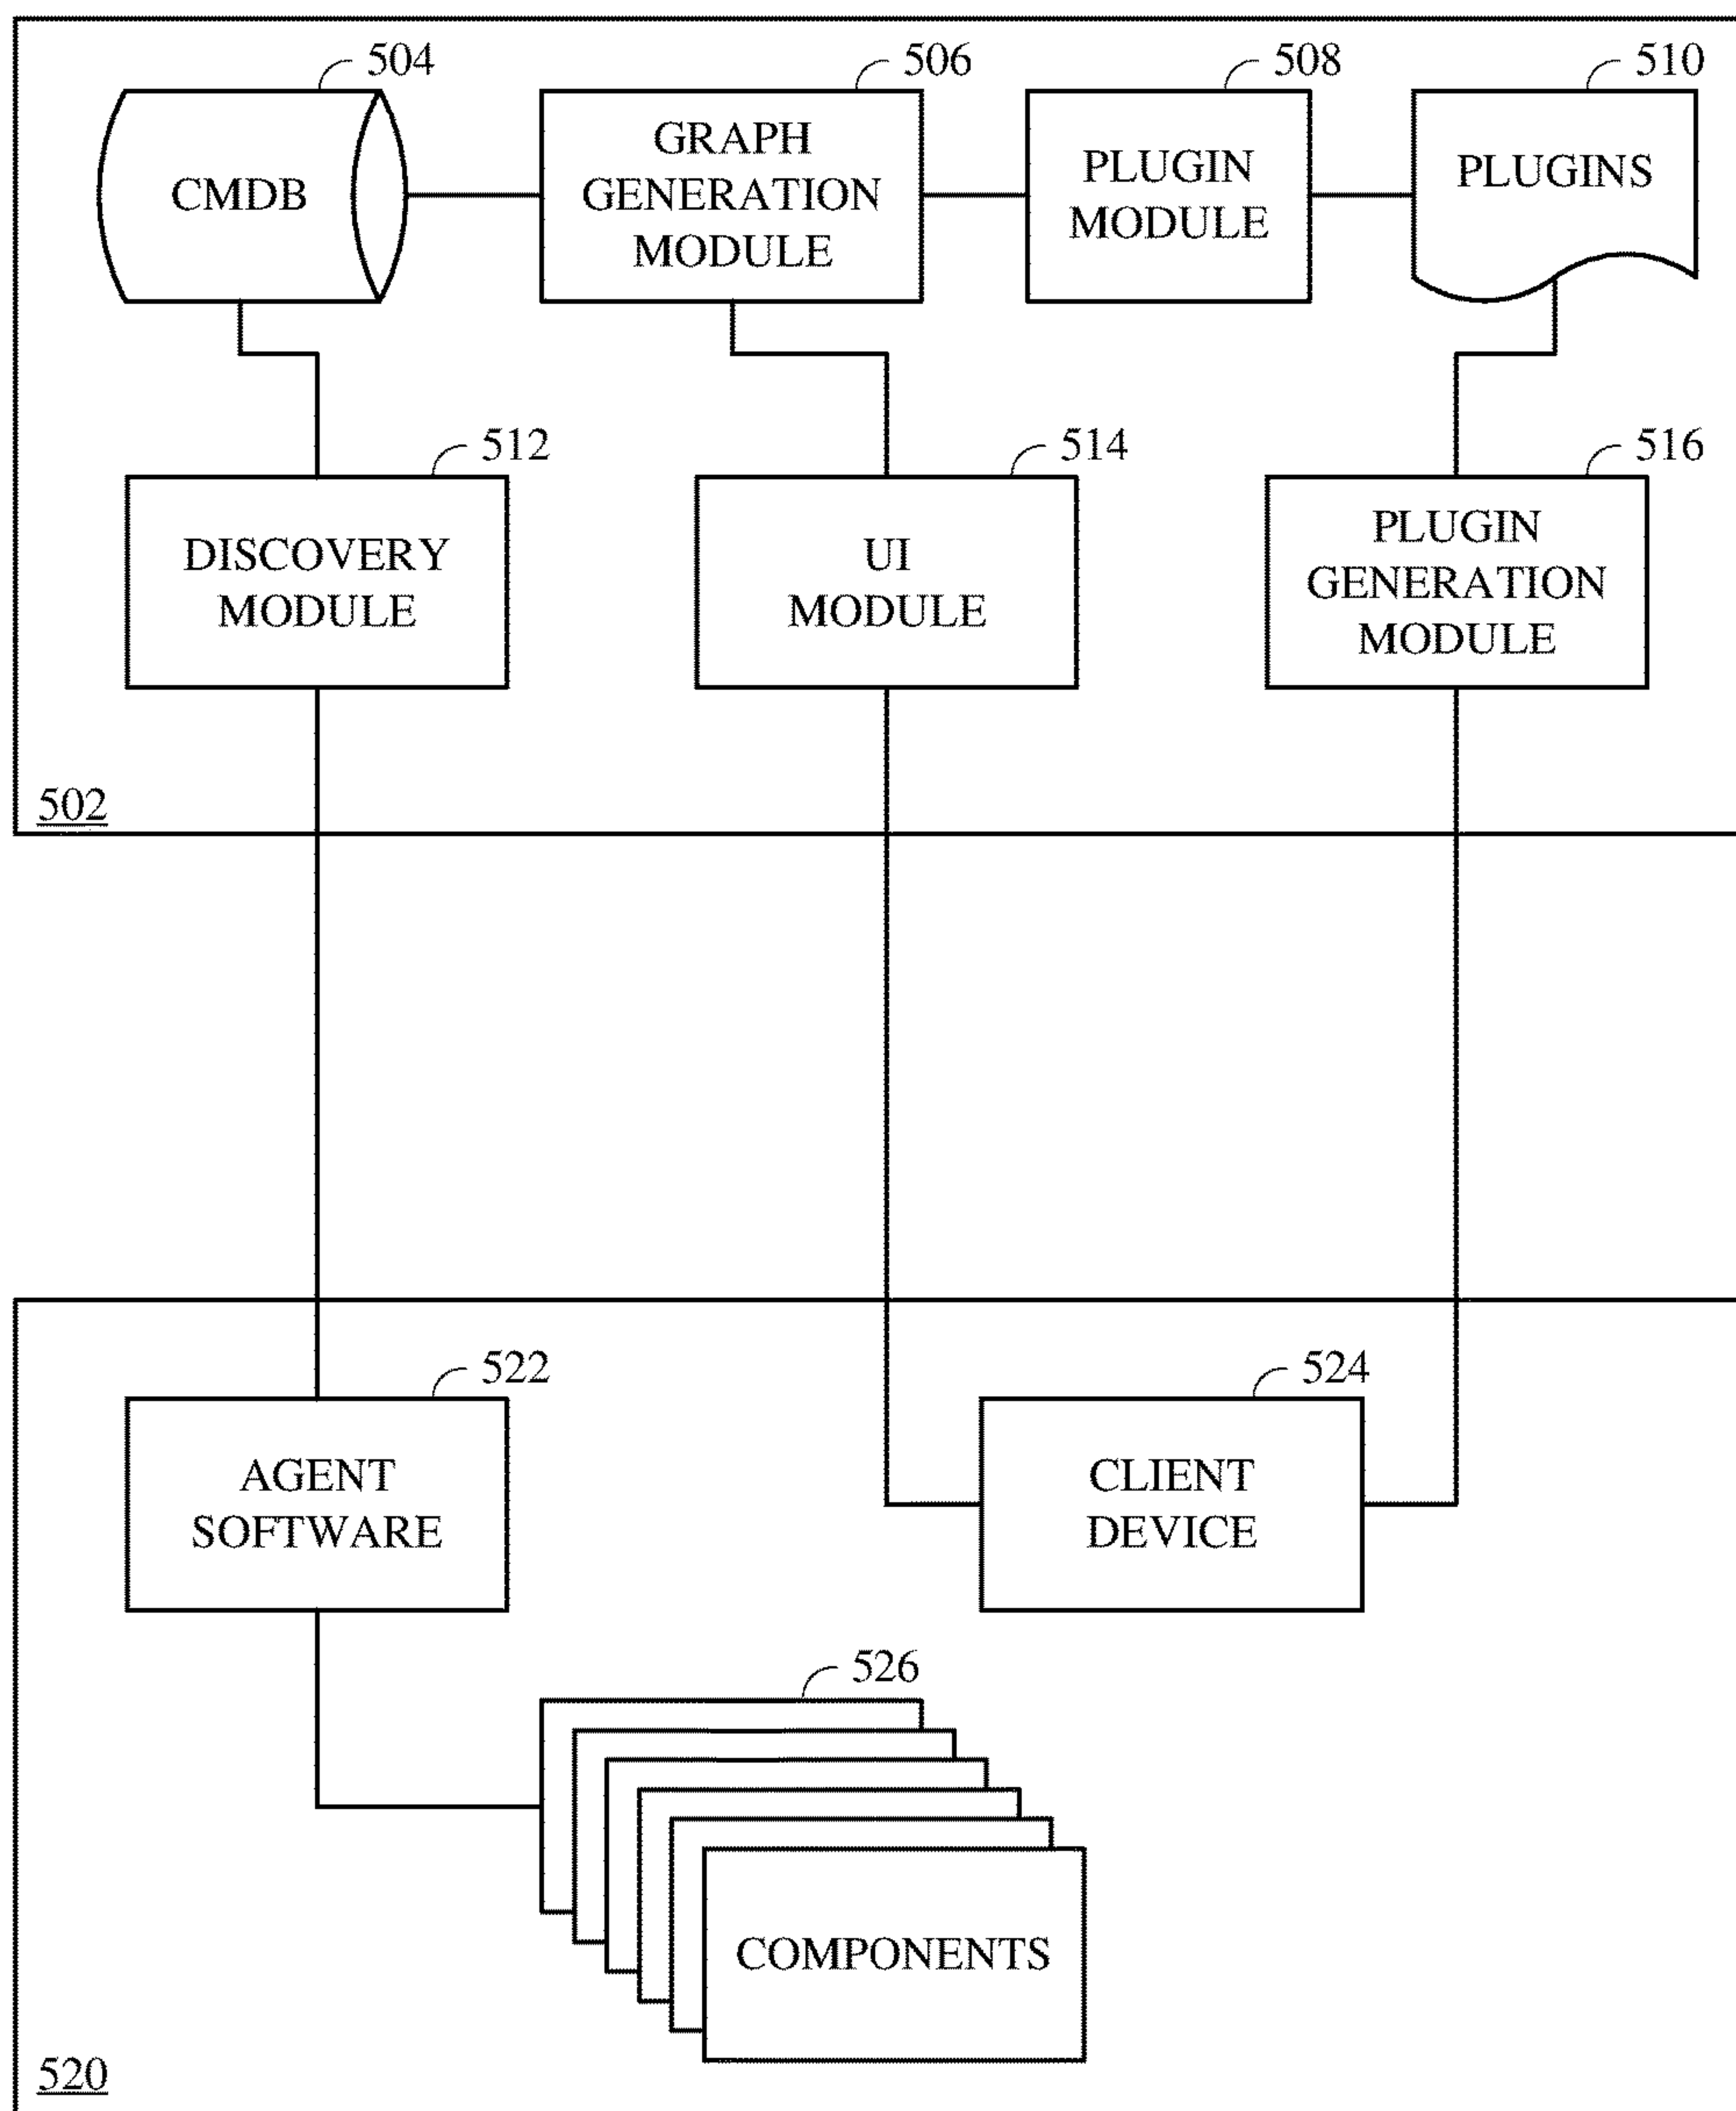 504
506
508
510
CMDB
GRAPH
GENERATION
MODULE
PLUGIN
MODULE
PLUGINS
512
514
516
DISCOVERY
MODULE
UI
MODULE
PLUGIN
GENERATION
MODULE
502
522
524
AGENT
SOFTWARE
CLIENT
DEVICE
526
COMPONENTS
520